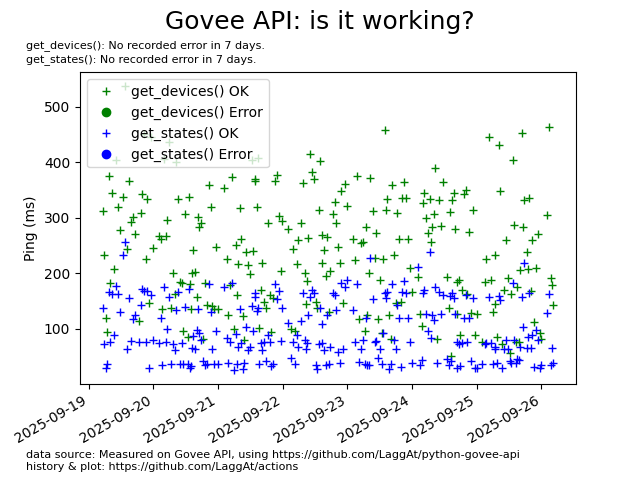 Govee API: is it working?
get_devices(): No recorded error in 7 days.
get_states(): No recorded error in 7 days.
get_devices() OK
get_devices() Error
get_states() OK
get_states() Error
Ping (ms)
500
400
300
200
100
2025-09-19
2025-09-20
2025-09-21
2025-09-22
2025-09-23
2025-09-24
2025-09-25
2025-09-26
data source: Measured on Govee API, using https://github.com/LaggAt/python-govee-api
history & plot: https://github.com/LaggAt/actions